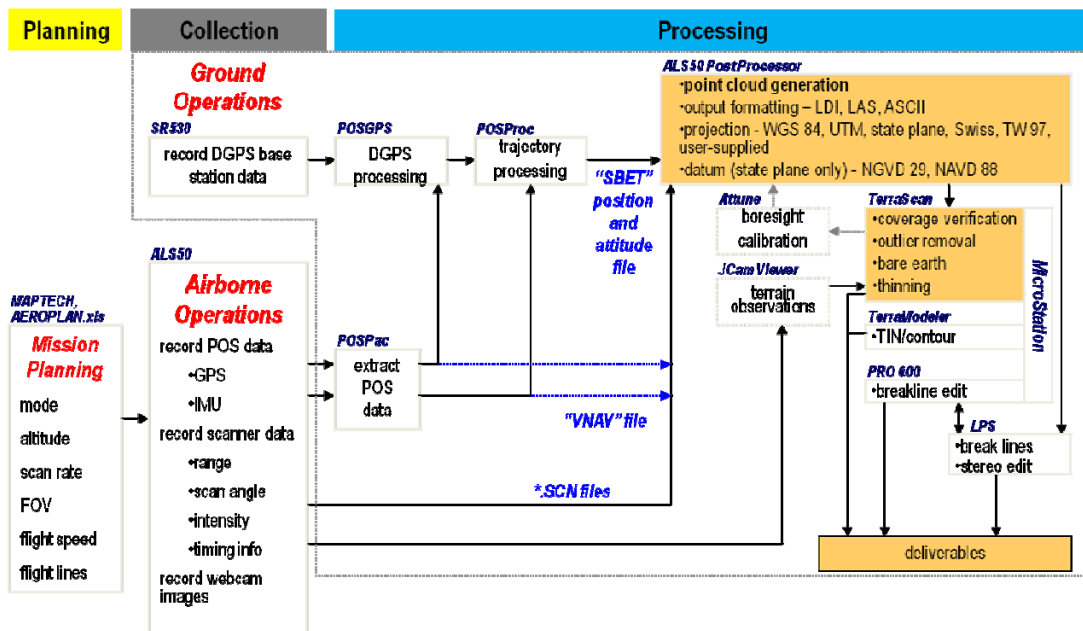 Planning
Collection
Processing
Ground
Operations
SR530
record DGPS base
station data
POSGPS
DGPS
processing
POSProc
trajectory
processing
ALS50 PostProcessor
•point cloud generation
•output formatting – LDI, LAS, ASCII
•projection - WGS 84, UTM, state plane, Swiss, TW 97,
user-supplied
•datum (state plane only) - NGVD 29, NAVD 88
"SBET"
position
and
attitude
file
Attune
boresight
calibration
TerraScan
•coverage verification
•outlier removal
•bare earth
•thinning
MicroStation
ALS50
Airborne
Operations
record POS data
•GPS
•IMU
record scanner data
•range
•scan angle
•intensity
•timing info
record webcam
images
MAPTECH,
AEROPLAN.xls
Mission
Planning
mode
altitude
scan rate
FOV
flight speed
flight lines
POSPac
extract
POS
data
"VNAV" file
*.SCN files
.iCamViewer
terrain
observations
TerraModeler
•TIN/contour
PRO 600
•breakline edit
LPS
•break lines
•stereo edit
deliverables